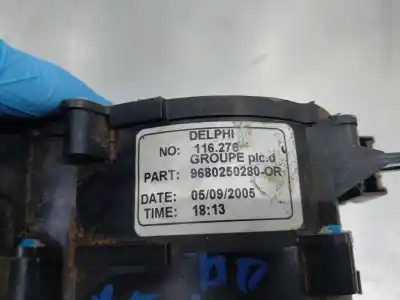 DELPHI
NO: 116.276
GROUPE plc.d
PART: 9680250280-OR
DATE: 05/09/2005
TIME: 18:13